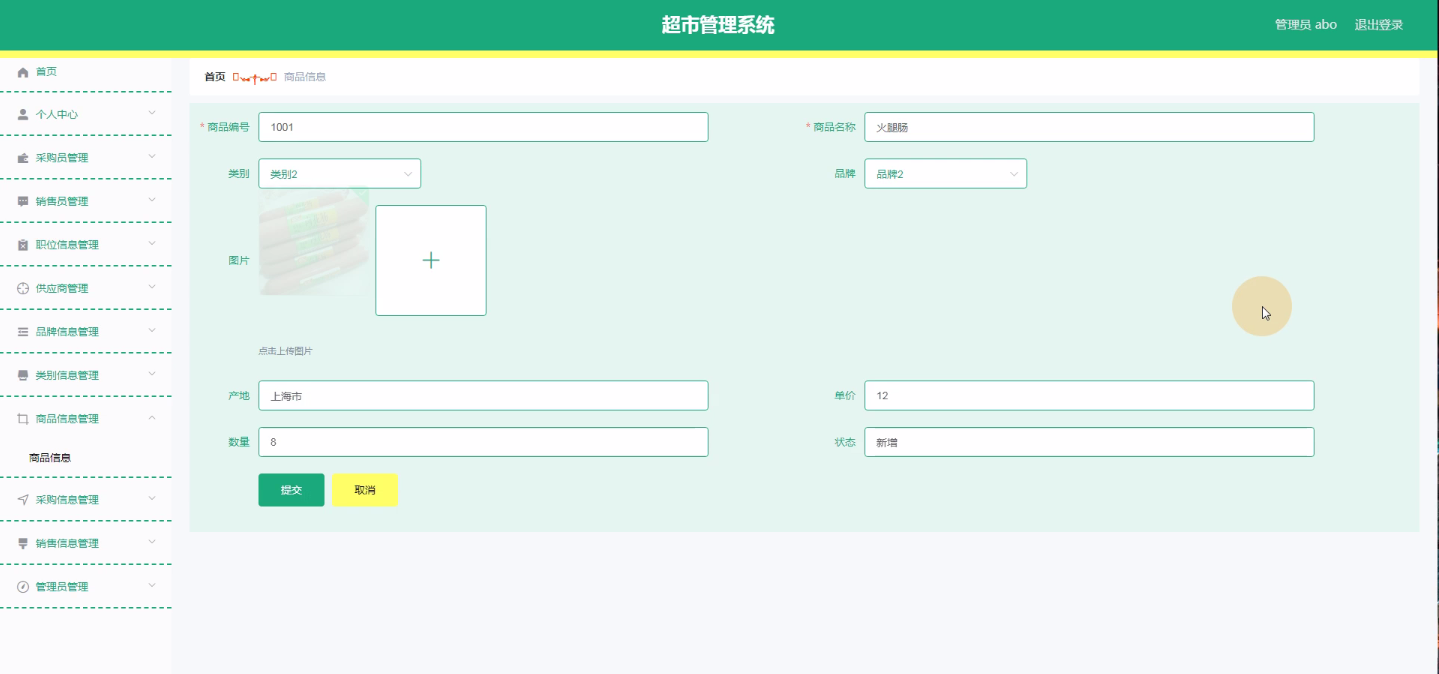 超市管理系统
管理员 abo 退出登录
首页
个人中心
采购员管理
销售员管理
职位信息管理
供应商管理
品牌信息管理
类别信息管理
商品信息管理
商品信息
采购信息管理
销售信息管理
管理员管理
首页 商品信息
* 商品编号 1001 * 商品名称 火腿肠
类别 类别2 品牌 品牌2
图片
点击上传图片
产地 上海市 单价 12
数量 8 状态 新增
提交 取消